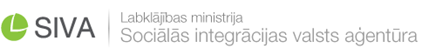 SIVA
Labklājības ministrija
Sociālās integrācijas valsts aģentūra